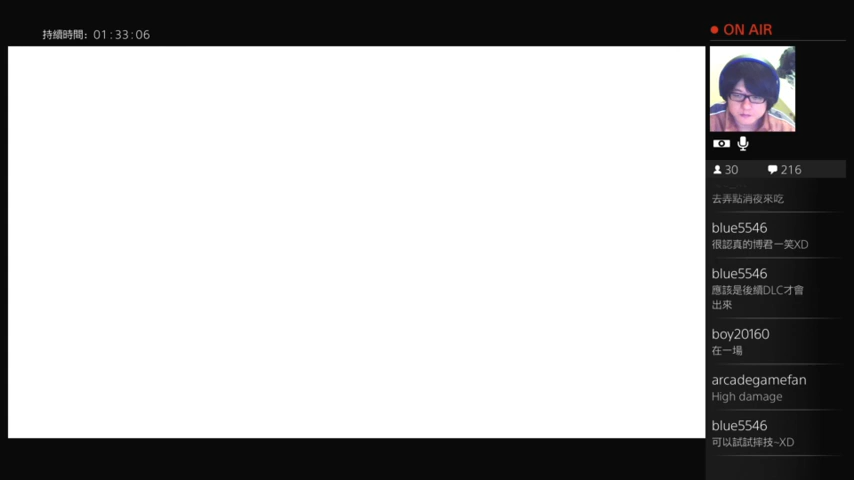 持續時間: 01:33:06
ON AIR
30
216
去弄點消夜來吃
blue5546
很認真的博君一笑XD
blue5546
應該是後續DLC才會
出來
boy20160
在一場
arcadegamefan
High damage
blue5546
可以試試摔技~XD